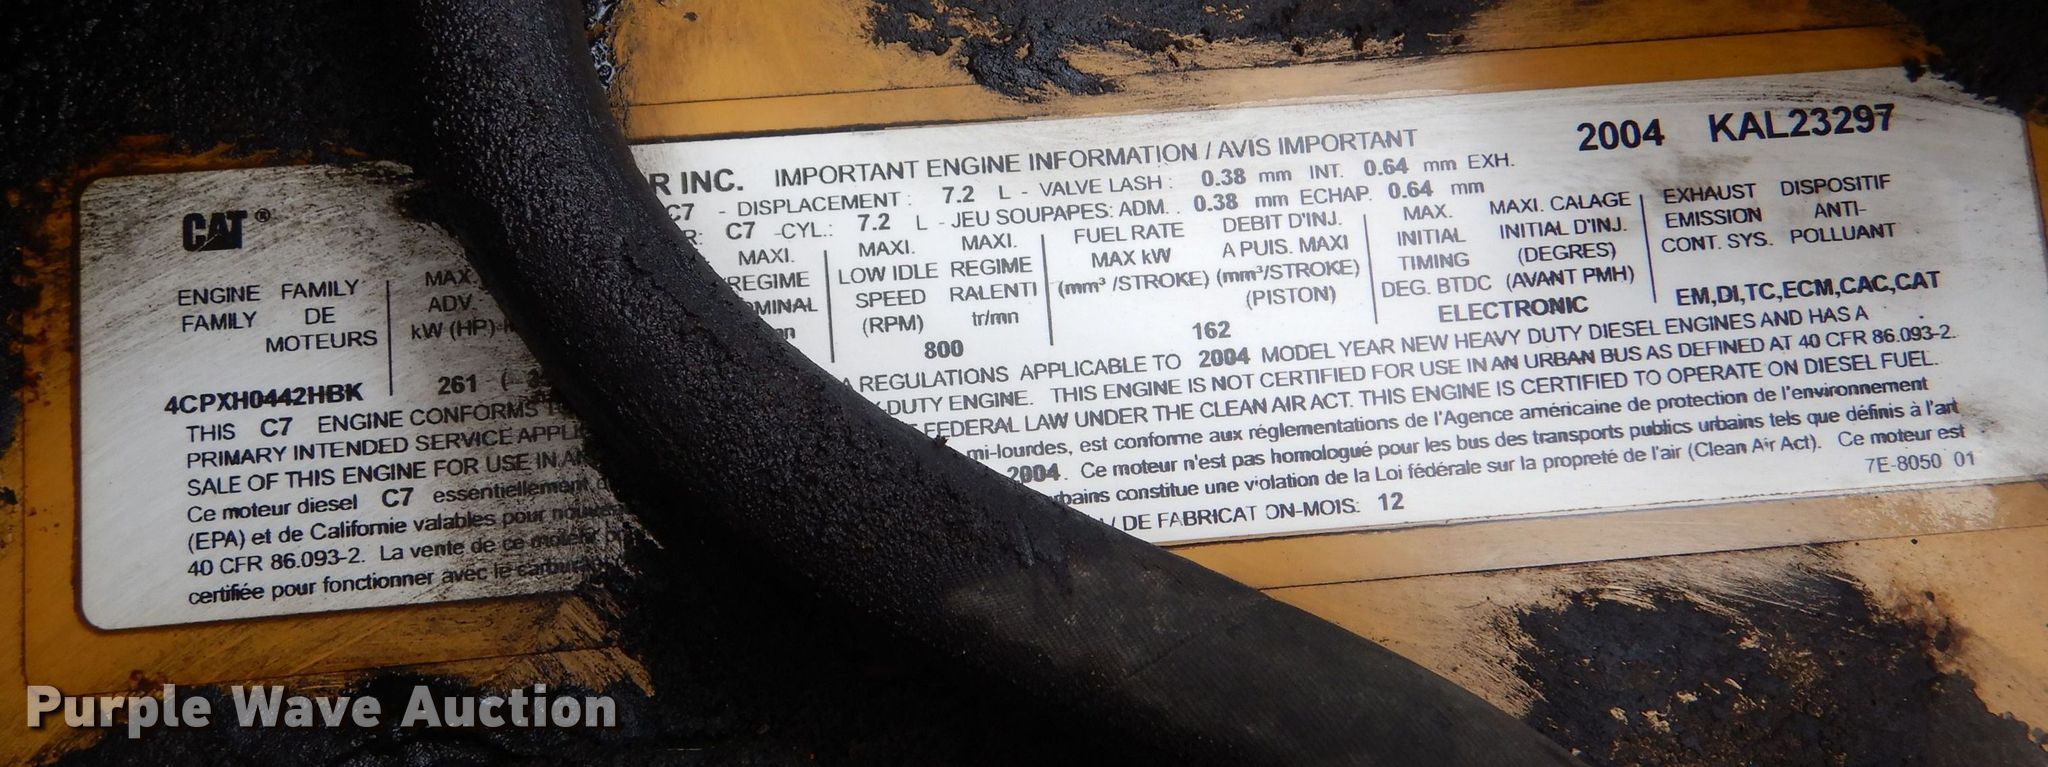 2004 KAL23297
R INC. IMPORTANT ENGINE INFORMATION / AVIS IMPORTANT
C7 - DISPLACEMENT : 7.2 L - VALVE LASH : 0.38 mm INT. 0.64 mm EXH.
R: C7 -CYL.: 7.2 L - JEU SOUPAPES: ADM. . 0.38 mm ECHAP. 0.64 mm
CAT ®
ENGINE FAMILY
FAMILY DE
MOTEURS
4CPXH0442HBK
MAX.
ADV.
kW (HP)
261 (
MAXI.
REGIME
MINAL
MAXI. MAXI.
LOW IDLE REGIME
SPEED RALENTI
(RPM) tr/mn
800
FUEL RATE DEBIT D'INJ.
MAX kW A PUIS. MAXI
(mm³ /STROKE) (mm³/STROKE)
(PISTON)
162
MAX. MAXI. CALAGE
INITIAL INITIAL D'INJ.
TIMING (DEGRES)
DEG. BTDC (AVANT PMH)
ELECTRONIC
EXHAUST DISPOSITIF
EMISSION ANTI-
CONT. SYS. POLLUANT
EM,DI,TC,ECM,CAC,CAT
THIS C7 ENGINE CONFORMS A REGULATIONS APPLICABLE TO 2004 MODEL YEAR NEW HEAVY DUTY DIESEL ENGINES AND HAS A
PRIMARY INTENDED SERVICE APPLI -DUTY ENGINE. THIS ENGINE IS NOT CERTIFIED FOR USE IN AN URBAN BUS AS DEFINED AT 40 CFR 86.093-2.
SALE OF THIS ENGINE FOR USE IN AN FEDERAL LAW UNDER THE CLEAN AIR ACT. THIS ENGINE IS CERTIFIED TO OPERATE ON DIESEL FUEL.
Ce moteur diesel C7 essentiellement mi-lourdes, est conforme aux réglementations de l'Agence américaine de protection de l'environnement
(EPA) et de Californie valables pour 2004. Ce moteur n'est pas homologué pour les bus des transports publics urbains tels que définis à l'art
40 CFR 86.093-2. La vente de ce moteur rbains constitue une violation de la Loi fédérale sur la propreté de l'air (Clean Air Act). Ce moteur est
certifiée pour fonctionner avec le DE FABRICATION-MOIS: 12
7E-8050 01
Purple Wave Auction